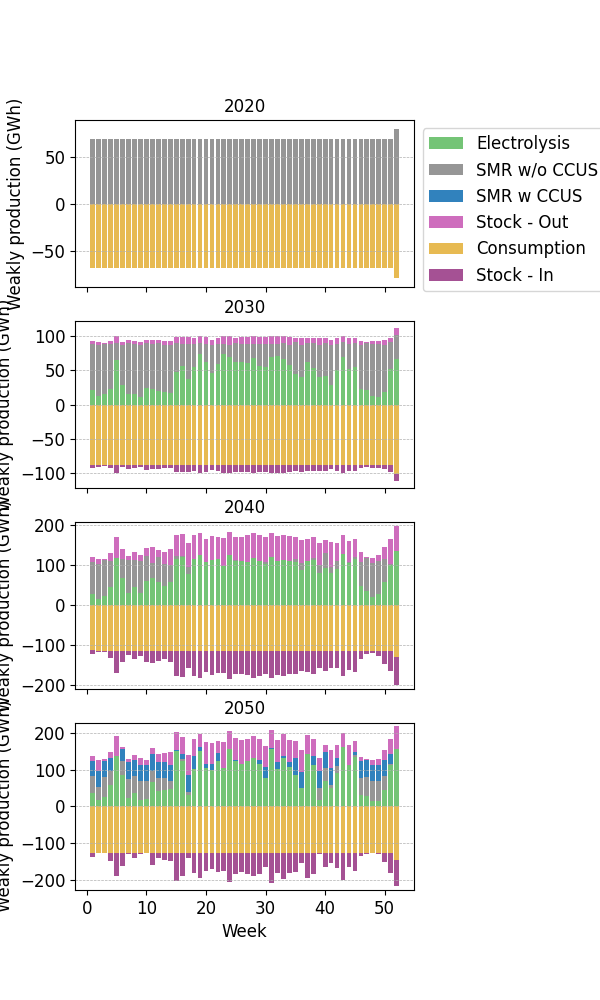 2020
Weakly production (GWh)
50
0
−50
Electrolysis
SMR w/o CCUS
SMR w CCUS
Stock - Out
Consumption
Stock - In
2030
Weakly production (GWh)
100
50
0
−50
−100
2040
Weakly production (GWh)
200
100
0
−100
−200
2050
Weakly production (GWh)
200
100
0
−100
−200
0
10
20
30
40
50
Week